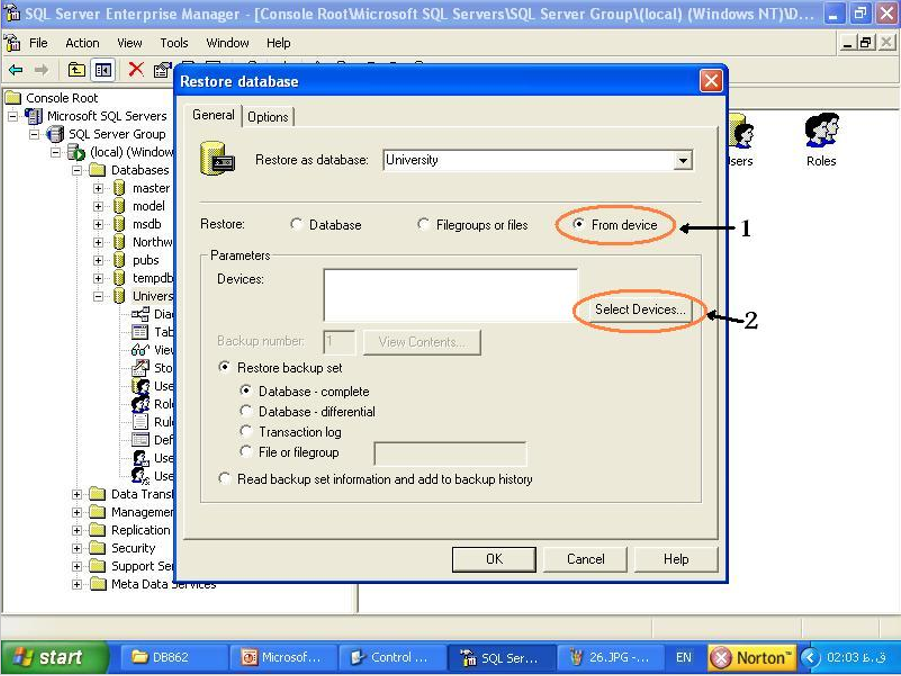 SQL Server Enterprise Manager - [Console Root\Microsoft SQL Servers\SQL Server Group\(local) (Windows NT)\D...
File Action View Tools Window Help
Console Root
Microsoft SQL Servers
SQL Server Group
(local) (Window
Databases
master
model
msdb
Northw
pubs
tempdb
Univers
Dia
Tab
View
Sto
Use
Role
Rule
Def
Use
Use
Data Transf
Managemen
Replication
Security
Support Ser
Meta Data Services
Restore database
General Options
Restore as database: University
Restore: Database Filegroups or files From device 1
Parameters
Devices:
Select Devices... 2
Backup number: 1 View Contents...
Restore backup set
Database - complete
Database - differential
Transaction log
File or filegroup
Read backup set information and add to backup history
OK Cancel Help
sers Roles
start DB862 Microsof... Control ... SQL Ser... 26.JPG -... EN Norton™ 02:03 ق.ظ